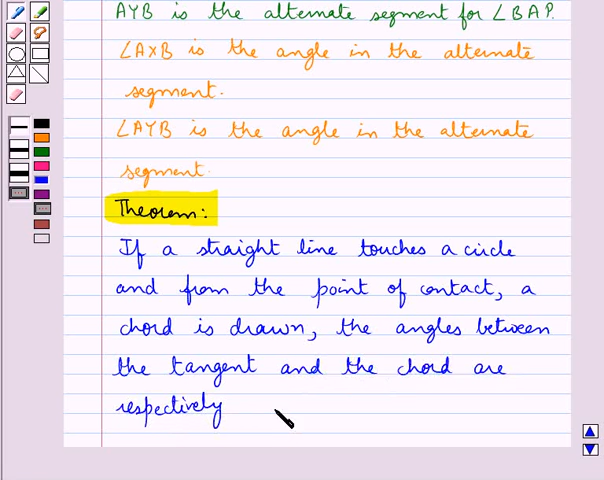 AYB is the alternate segment for ∠BAP.
∠AXB is the angle in the alternate
segment.
∠AYB is the angle in the alternate
segment.
Theorem:
If a straight line touches a circle
and from the point of contact, a
chord is drawn, the angles between
the tangent and the chord are
respectively